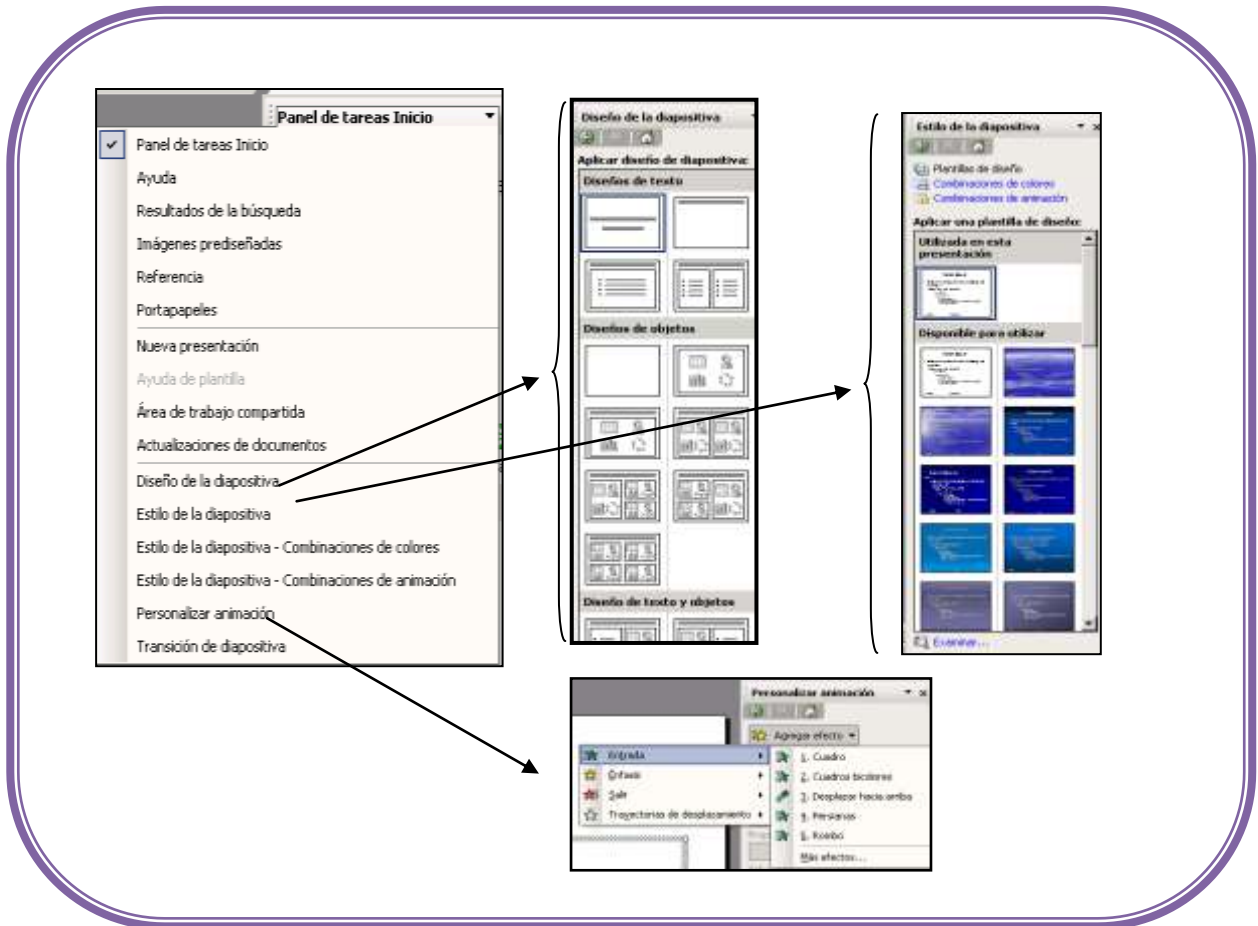 Panel de tareas Inicio
Panel de tareas Inicio
Ayuda
Resultados de la búsqueda
Imágenes prediseñadas
Referencia
Portapapeles
Nueva presentación
Ayuda de plantilla
Área de trabajo compartida
Actualizaciones de documentos
Diseño de la diapositiva
Estilo de la diapositiva
Estilo de la diapositiva - Combinaciones de colores
Estilo de la diapositiva - Combinaciones de animación
Personalizar animación
Transición de diapositiva
Diseño de la diapositiva
Aplicar diseño de diapositiva:
Diseños de texto
Diseños de objetos
Diseño de texto y objetos
Estilo de la diapositiva
Plantillas de diseño
Combinaciones de colores
Combinaciones de animación
Aplicar una plantilla de diseño:
Utilizada en esta
presentación
Disponible para utilizar
Examinar...
Personalizar animación
Agregar efecto
Entrada
Énfasis
Salir
Trayectorias de desplazamiento
1. Cuadro
2. Cuadros bicolores
3. Desplazar hacia arriba
4. Persianas
5. Rombo
Más efectos...